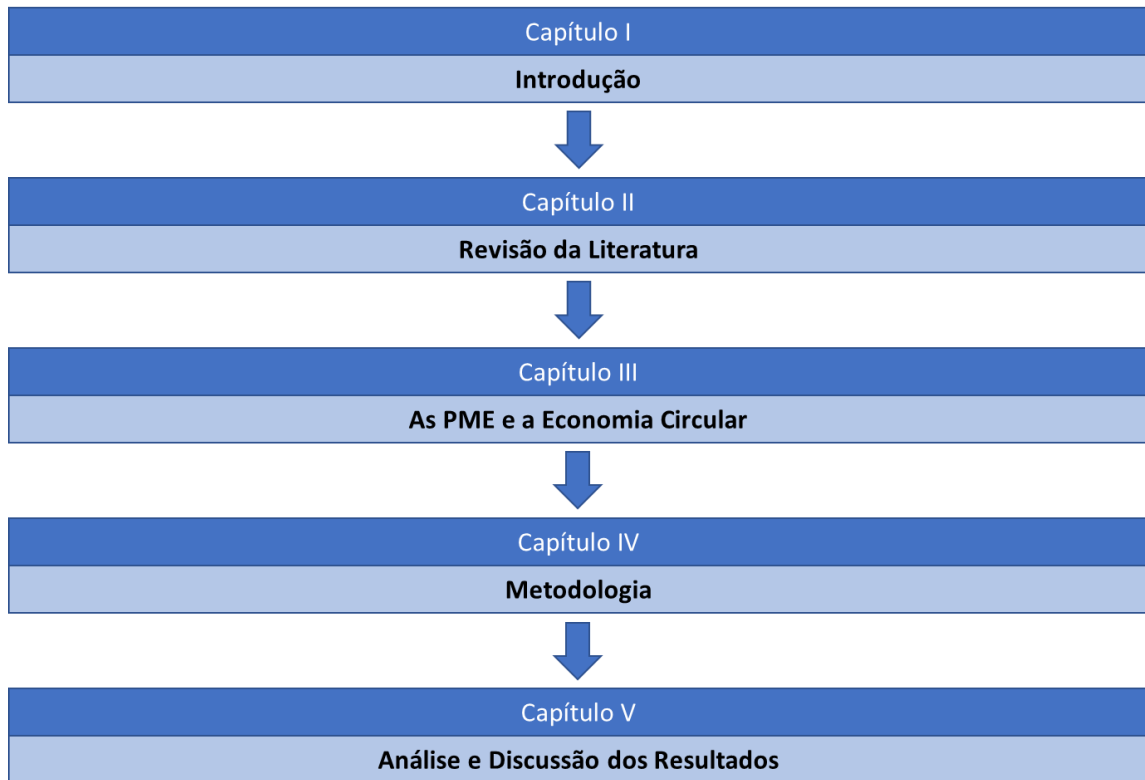 Capítulo I
Introdução
Capítulo II
Revisão da Literatura
Capítulo III
As PME e a Economia Circular
Capítulo IV
Metodologia
Capítulo V
Análise e Discussão dos Resultados